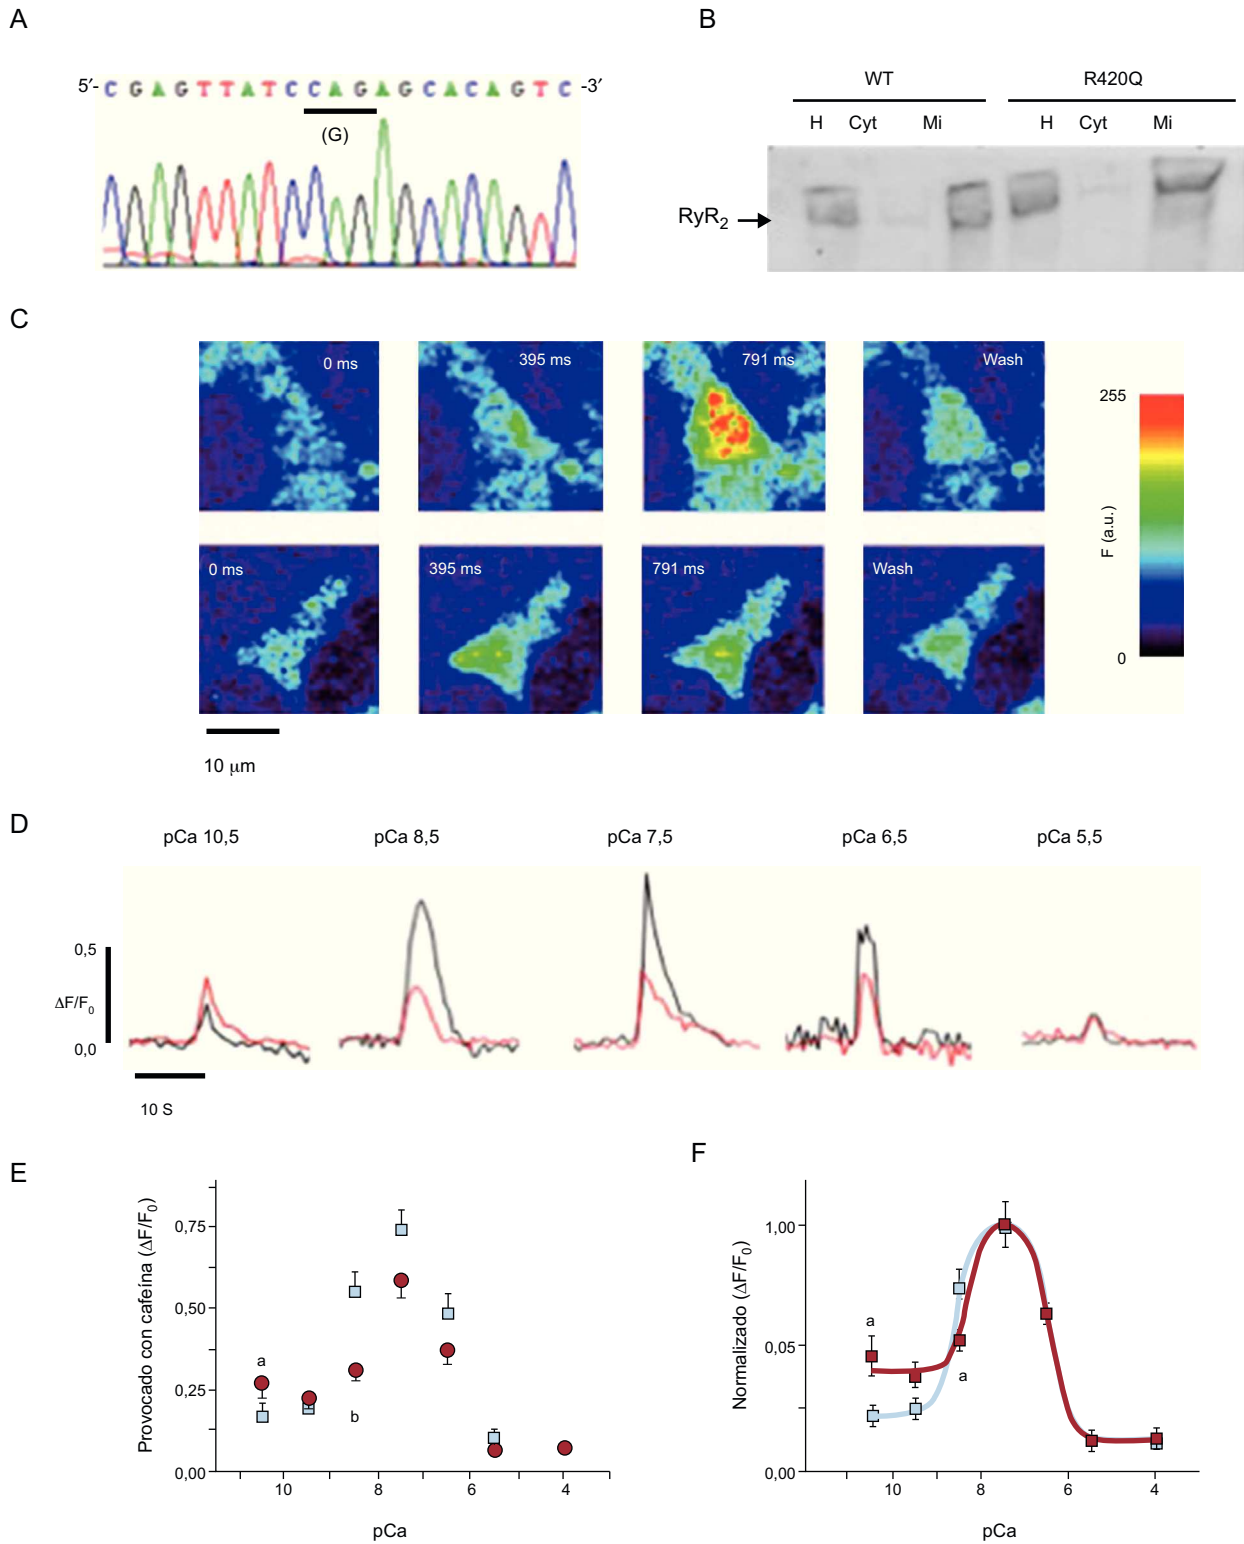 A
5′- C G A G T T A T C C A G A G C A C A G T C -3′
(G)
B
WT R420Q
H Cyt Mi H Cyt Mi
RyR2
C
0 ms 395 ms 791 ms Wash
0 ms 395 ms 791 ms Wash
255
F (a.u.)
0
10 μm
D
pCa 10,5 pCa 8,5 pCa 7,5 pCa 6,5 pCa 5,5
0,5
ΔF/F0
0,0
10 S
E
Provocado con cafeína (ΔF/F0)
0,75
0,50
0,25
0,00
a
b
10 8 6 4
pCa
F
Normalizado (ΔF/F0)
1,00
0,05
0,00
a
a
10 8 6 4
pCa